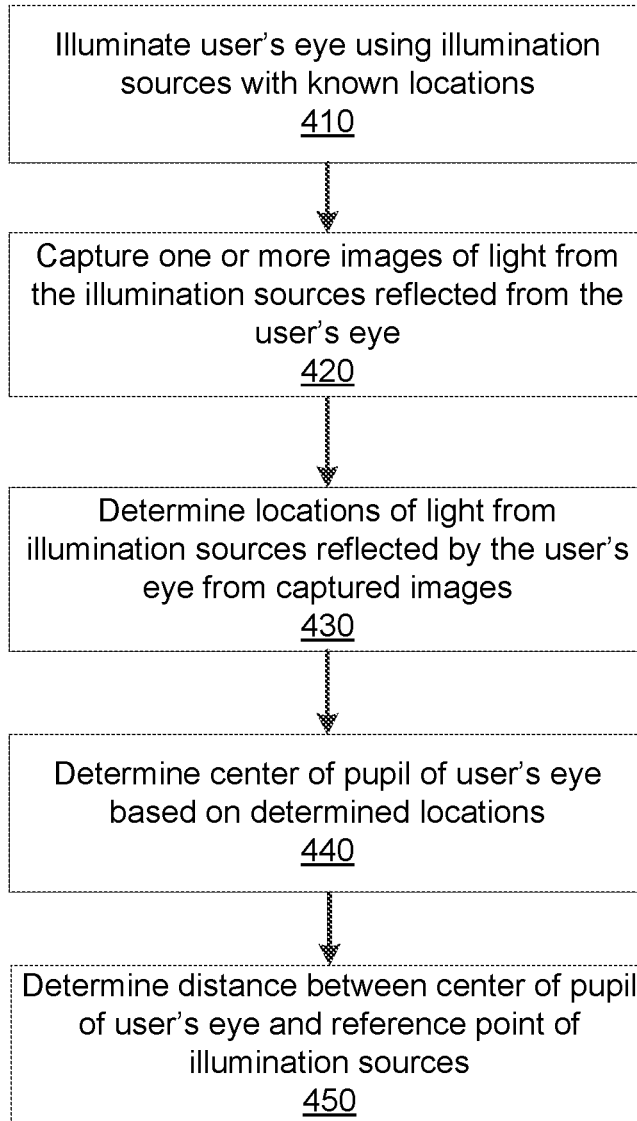 Illuminate user's eye using illumination
sources with known locations
410
Capture one or more images of light from
the illumination sources reflected from the
user's eye
420
Determine locations of light from
illumination sources reflected by the user's
eye from captured images
430
Determine center of pupil of user's eye
based on determined locations
440
Determine distance between center of pupil
of user's eye and reference point of
illumination sources
450